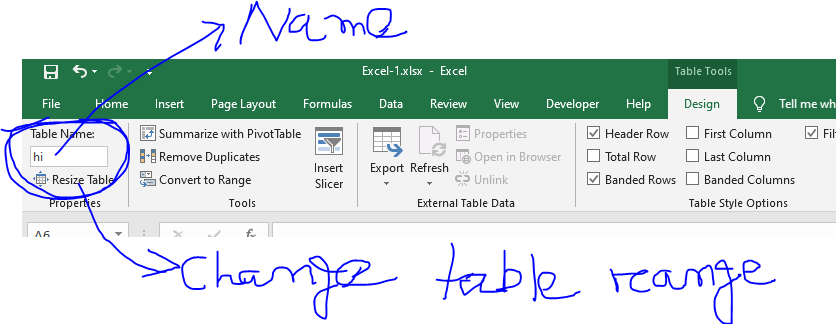 Name
Excel-1.xlsx - Excel
Table Tools
File Home Insert Page Layout Formulas Data Review View Developer Help Design Tell me wh
Table Name:
hi
Resize Table
Properties
Summarize with PivotTable
Remove Duplicates
Convert to Range
Insert
Slicer
Tools
Export
Refresh
Properties
Open in Browser
Unlink
External Table Data
Header Row
Total Row
Banded Rows
First Column
Last Column
Banded Columns
Fil
Table Style Options
A6
fx
Change table reange